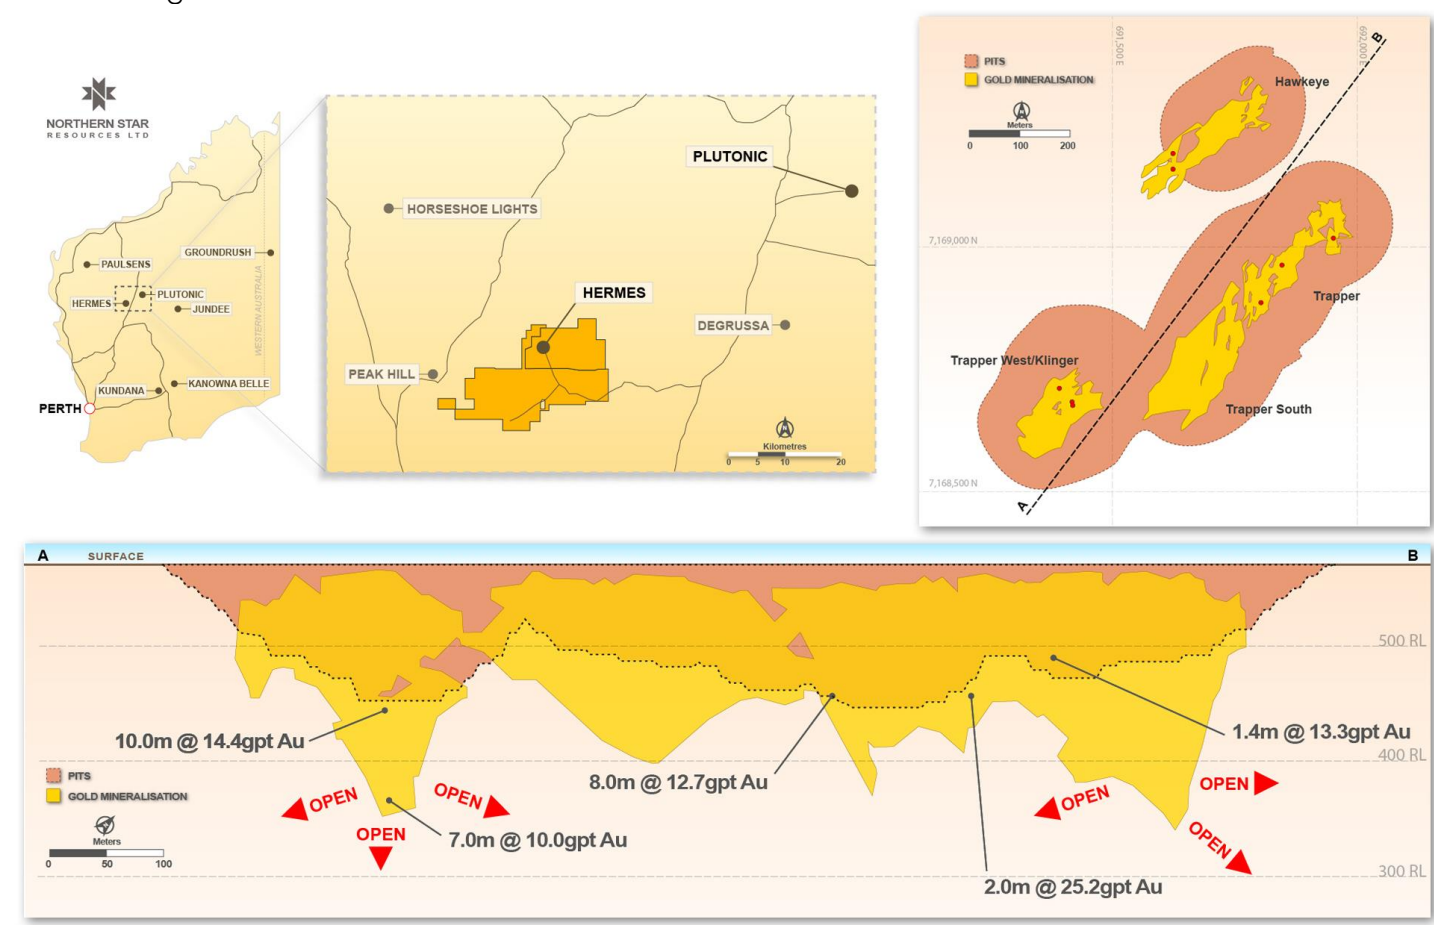 NORTHERN STAR
RESOURCES LTD
GROUNDRUSH
PAULSENS
PLUTONIC
HERMES
JUNDEE
WESTERN AUSTRALIA
KANOWNA BELLE
KUNDANA
PERTH
PLUTONIC
HORSESHOE LIGHTS
HERMES
DEGRUSSA
PEAK HILL
Kilometres
0 5 10 20
691,500 E
692,000 E
B
PITS
GOLD MINERALISATION
Meters
0 100 200
Hawkeye
7,169,000 N
Trapper
Trapper West/Klinger
Trapper South
7,168,500 N
A
A SURFACE B
500 RL
1.4m @ 13.3gpt Au
10.0m @ 14.4gpt Au
400 RL
8.0m @ 12.7gpt Au
PITS
GOLD MINERALISATION
OPEN
OPEN
OPEN
OPEN
OPEN
OPEN
Meters
0 50 100
7.0m @ 10.0gpt Au
300 RL
2.0m @ 25.2gpt Au